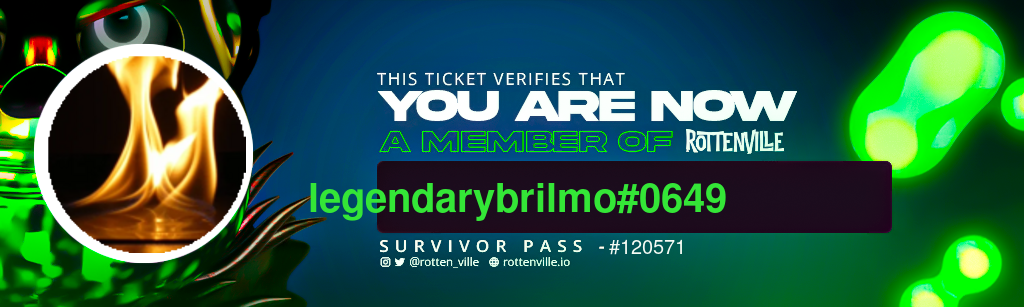 THIS TICKET VERIFIES THAT
YOU ARE NOW
A MEMBER OF ROTTENVILLE
legendarybrilmo#0649
SURVIVOR PASS - #120571
@rotten_ville rottenville.io